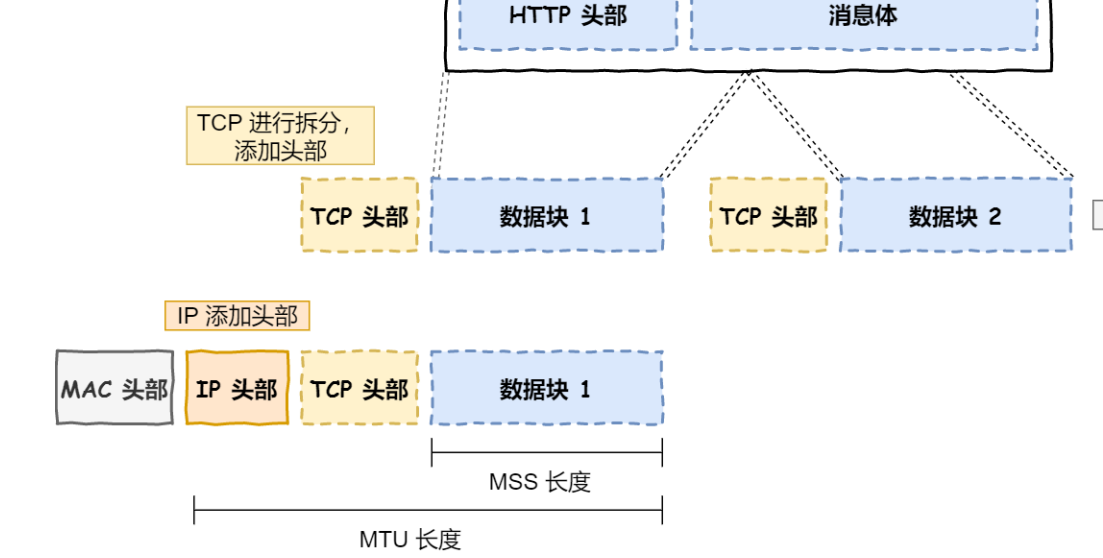 HTTP 头部
消息体
TCP 进行拆分，
添加头部
TCP 头部
数据块 1
TCP 头部
数据块 2
IP 添加头部
MAC 头部
IP 头部
TCP 头部
数据块 1
MSS 长度
MTU 长度